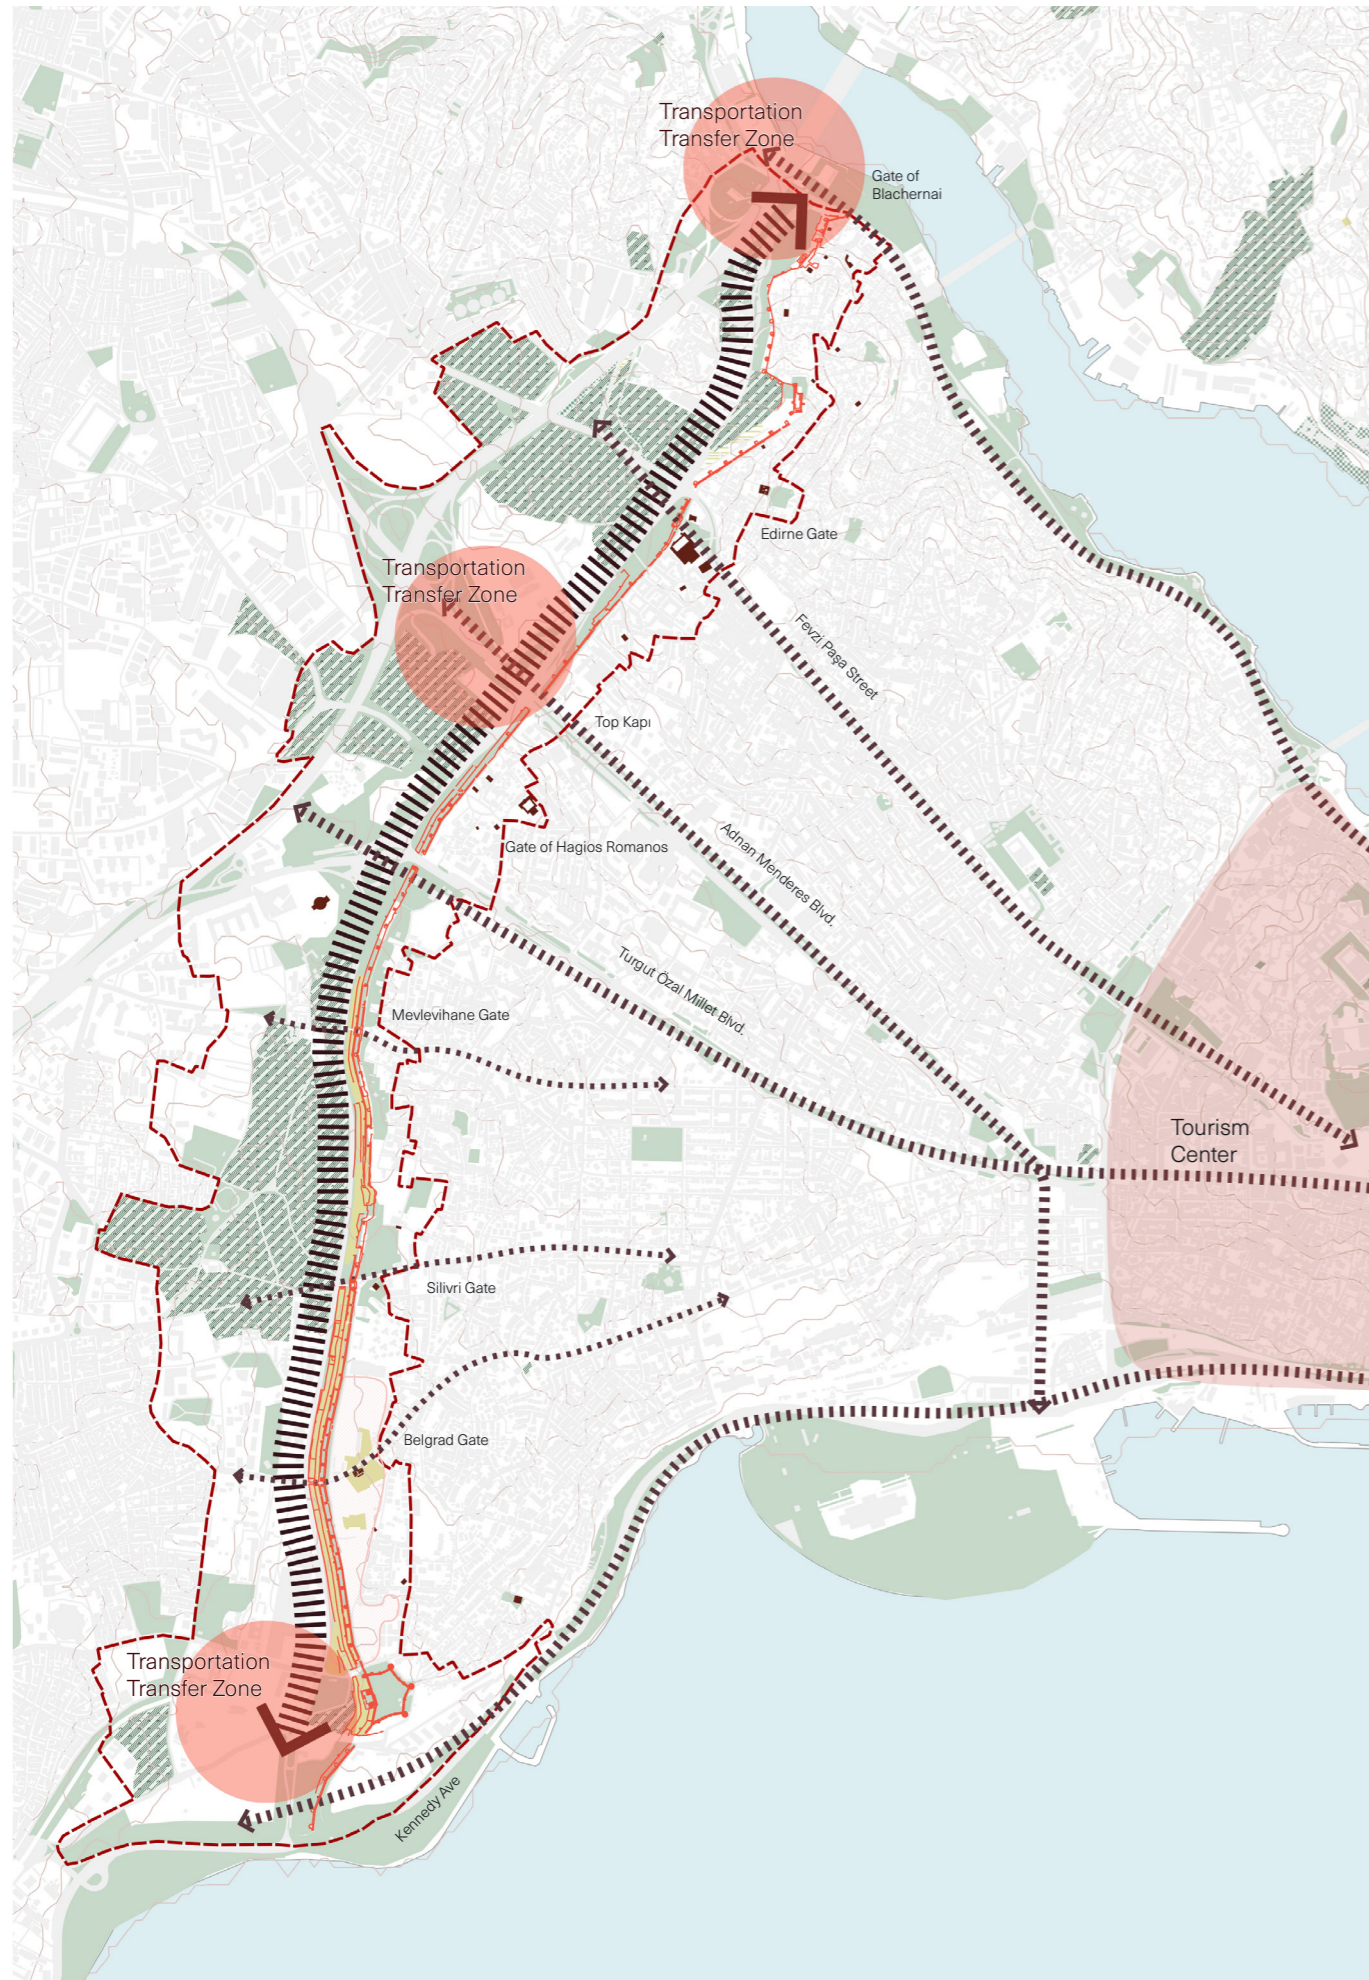 Transportation
Transfer Zone
Gate of
Blachernai
Edirne Gate
Transportation
Transfer Zone
Fevzi Paşa Street
Top Kapı
Adnan Menderes Blvd.
Gate of Hagios Romanos
Turgut Özal Millet Blvd.
Mevlevihane Gate
Tourism
Center
Silivri Gate
Belgrad Gate
Transportation
Transfer Zone
Kennedy Ave